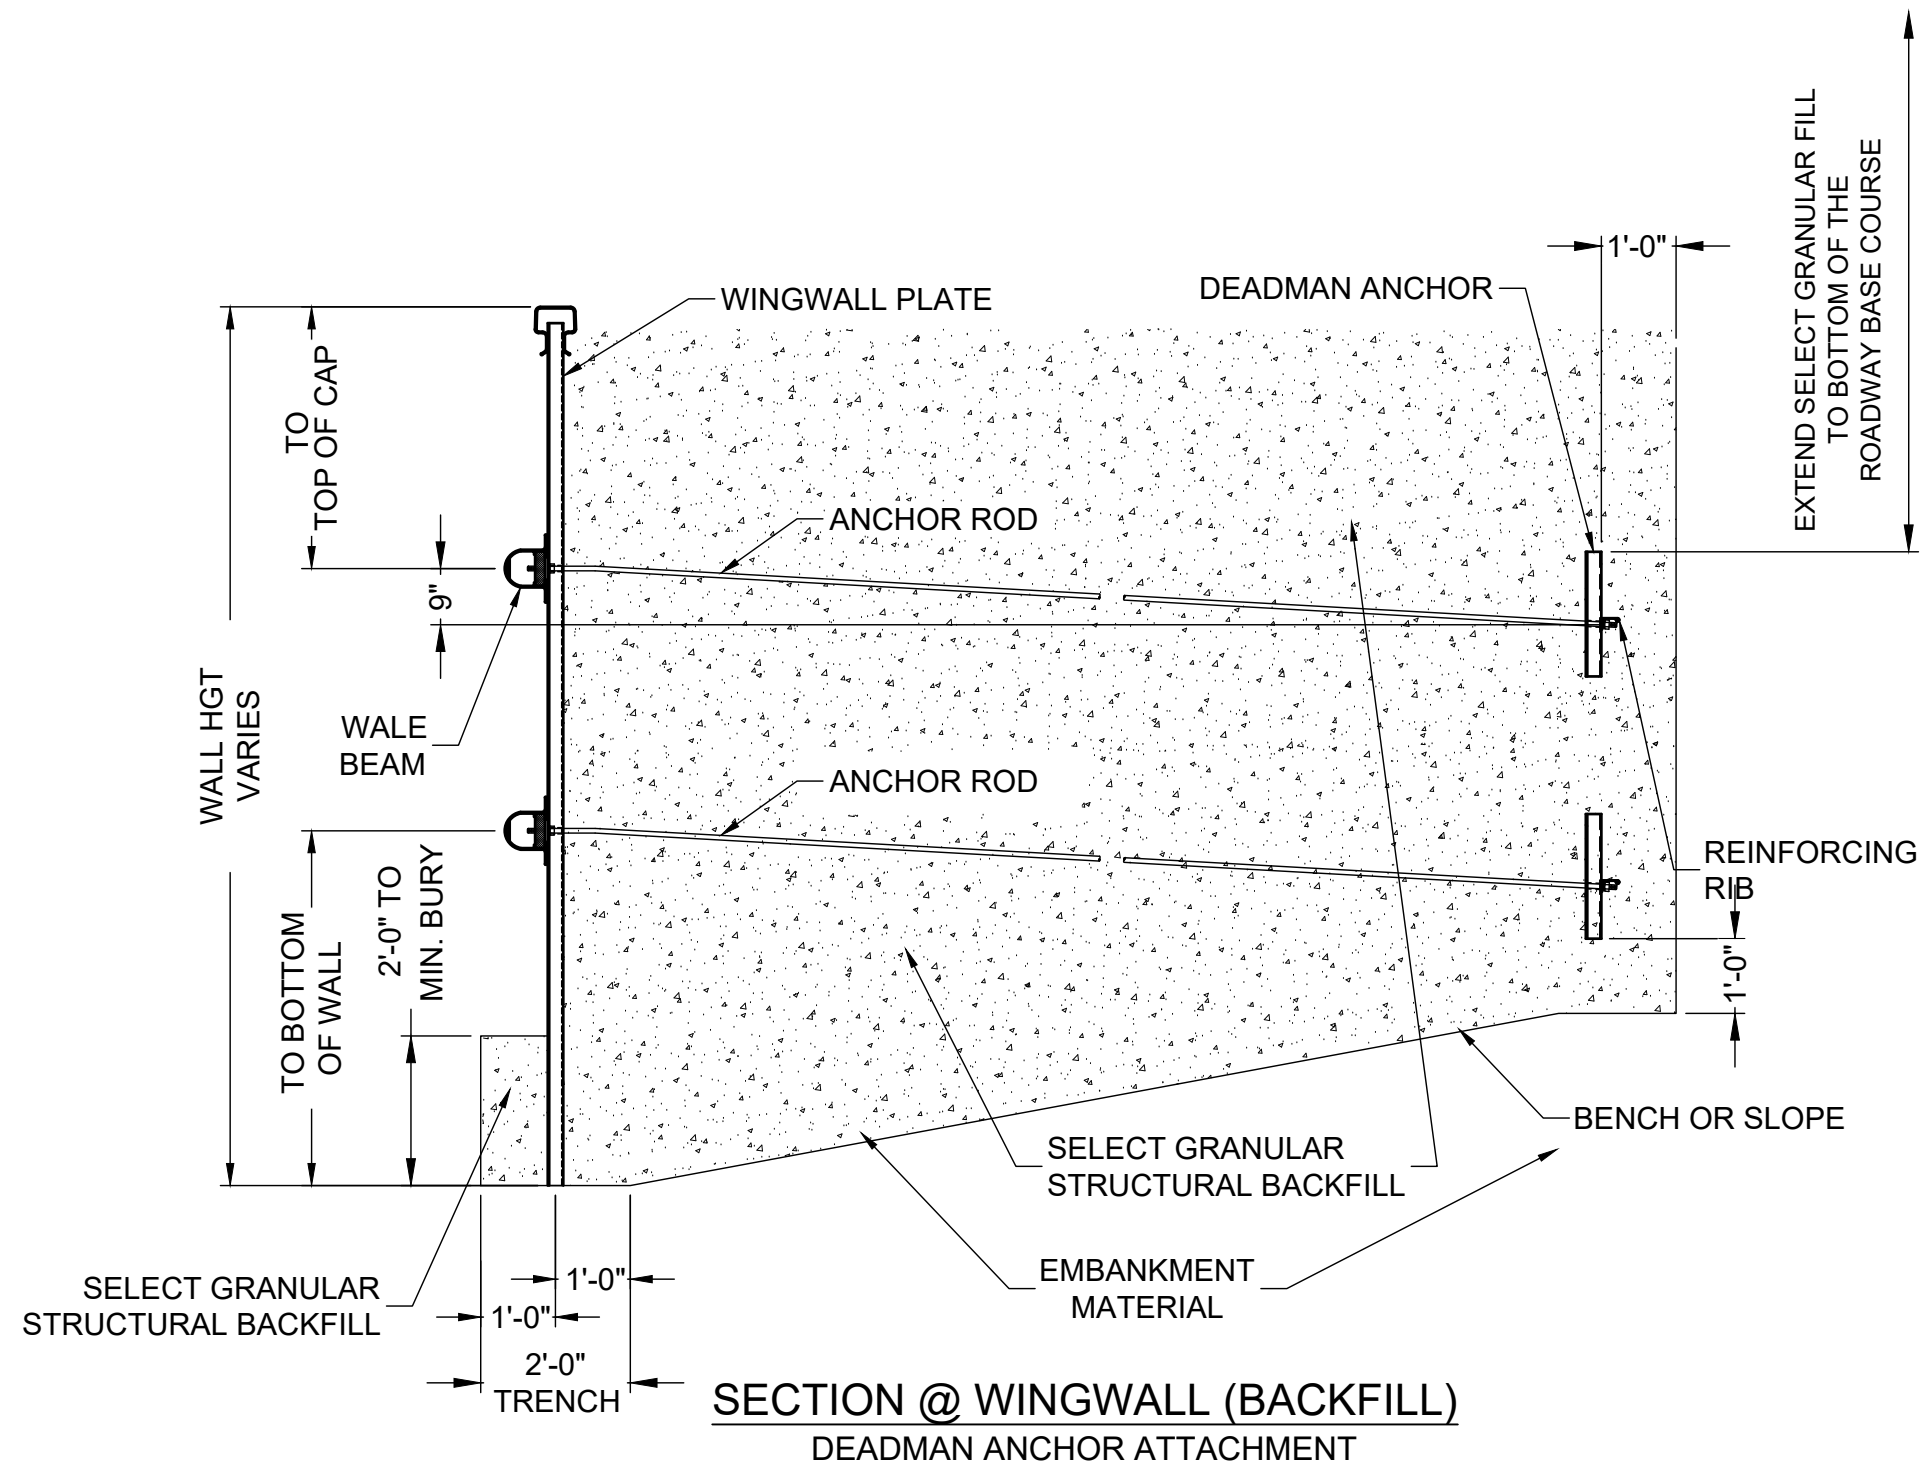 EXTEND SELECT GRANULAR FILL
TO BOTTOM OF THE
ROADWAY BASE COURSE
1'-0"
DEADMAN ANCHOR
WINGWALL PLATE
TO
TOP OF CAP
ANCHOR ROD
9"
WALL HGT
VARIES
WALE
BEAM
ANCHOR ROD
REINFORCING
RIB
2'-0" TO
MIN. BURY
TO BOTTOM
OF WALL
1'-0"
BENCH OR SLOPE
SELECT GRANULAR
STRUCTURAL BACKFILL
EMBANKMENT
MATERIAL
SELECT GRANULAR
STRUCTURAL BACKFILL
1'-0"
1'-0"
2'-0"
TRENCH
SECTION @ WINGWALL (BACKFILL)
DEADMAN ANCHOR ATTACHMENT